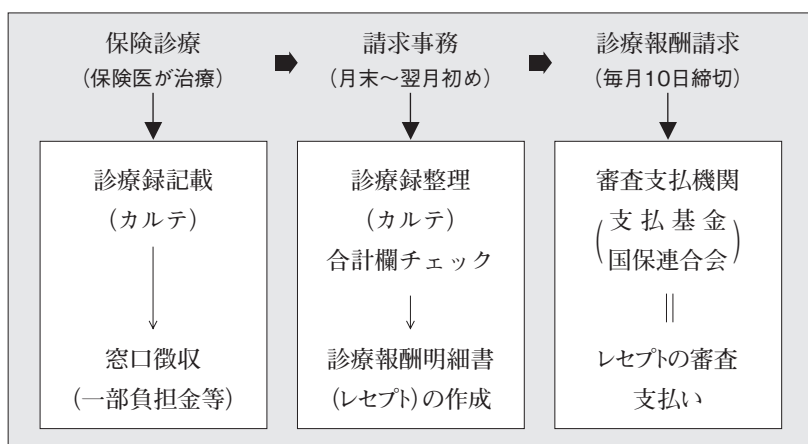 保険診療
(保険医が治療)
診療録記載
(カルテ)
窓口徴収
(一部負担金等)
請求事務
(月末～翌月初め)
診療録整理
(カルテ)
合計欄チェック
診療報酬明細書
(レセプト)の作成
診療報酬請求
(毎月10日締切)
審査支払機関
(支払基金
国保連合会)
レセプトの審査
支払い